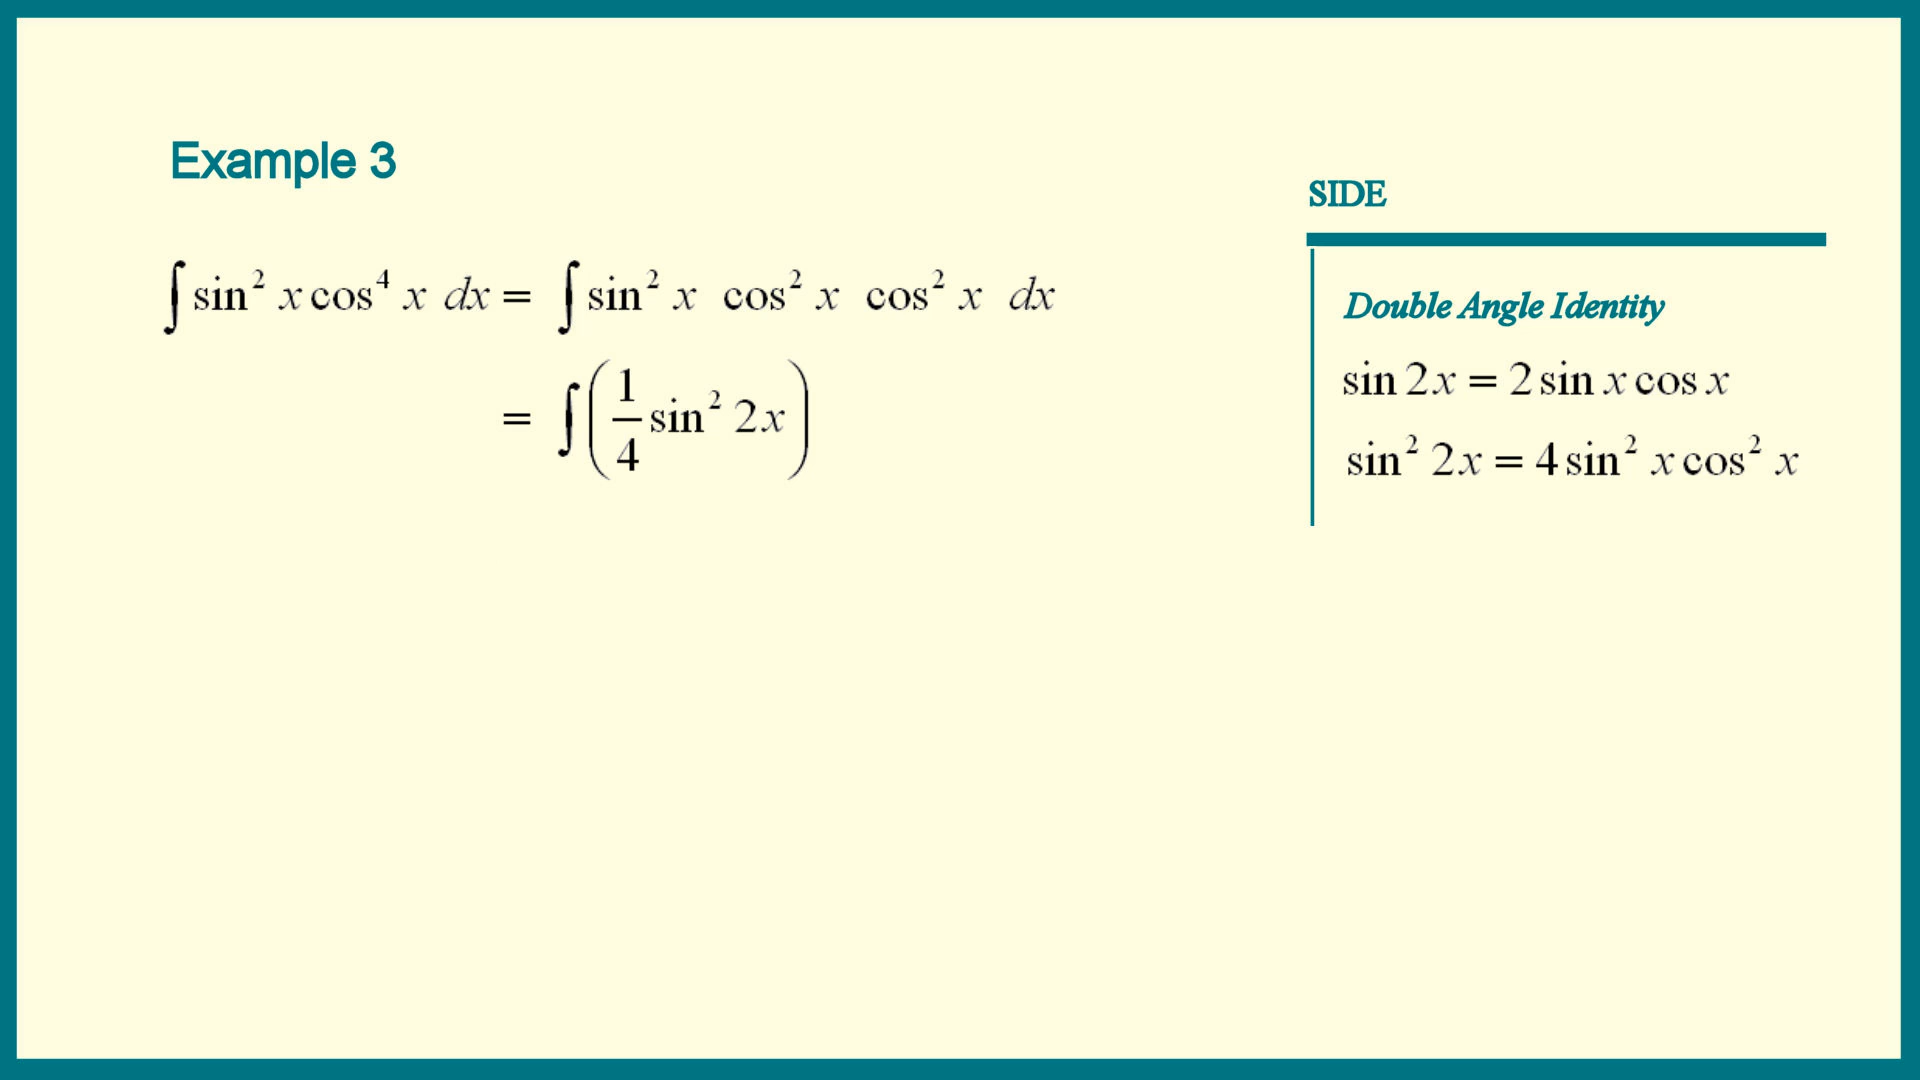 Example 3
∫ sin² x cos⁴ x dx = ∫ sin² x cos² x cos² x dx
= ∫ (1/4 sin² 2x)
SIDE
Double Angle Identity
sin 2x = 2 sin x cos x
sin² 2x = 4 sin² x cos² x